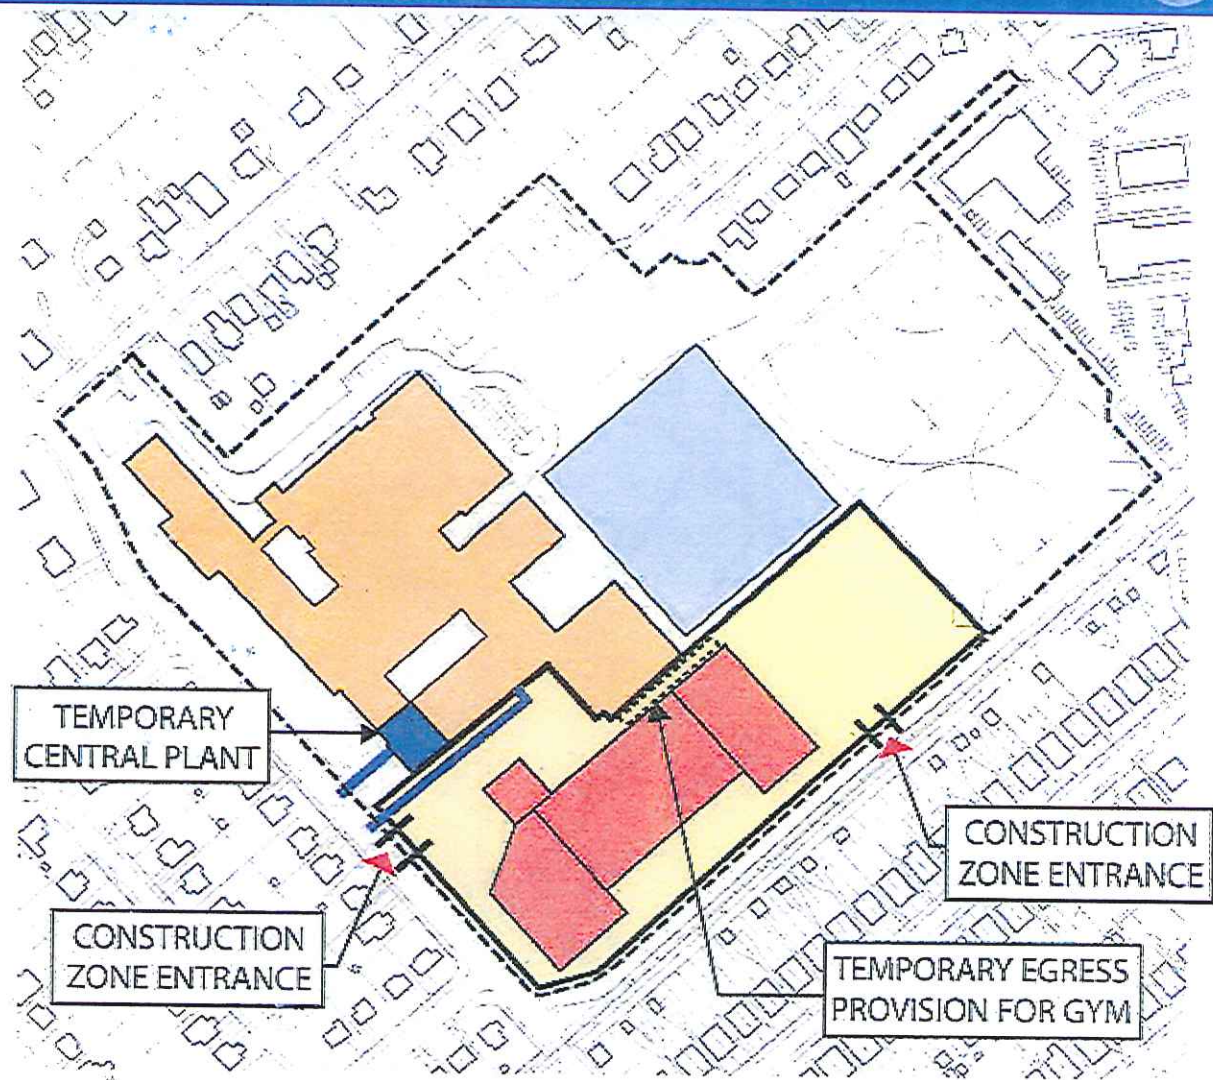 TEMPORARY
CENTRAL PLANT
CONSTRUCTION
ZONE ENTRANCE
CONSTRUCTION
ZONE ENTRANCE
TEMPORARY EGRESS
PROVISION FOR GYM